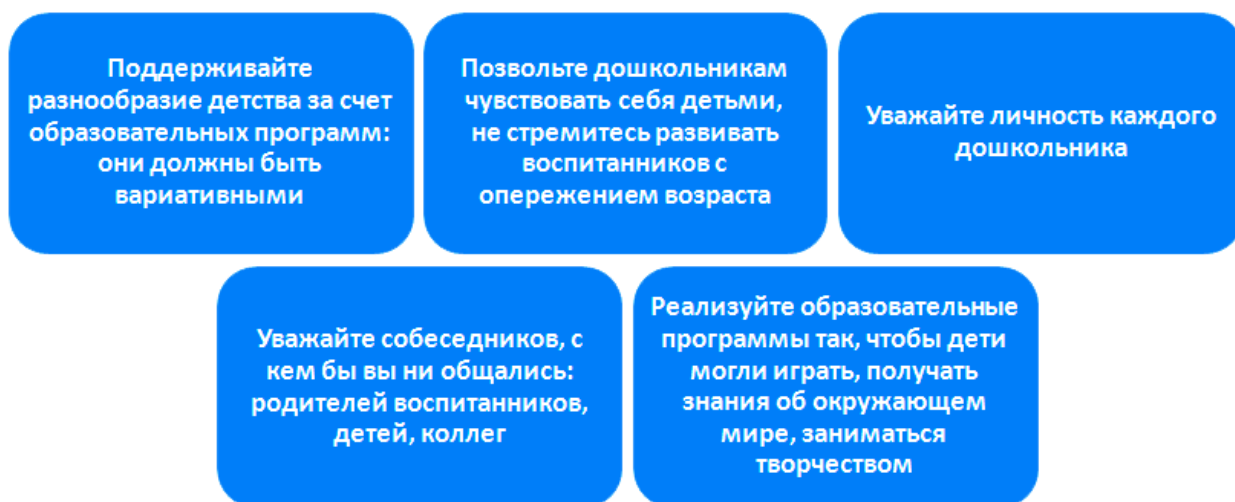 Поддерживайте
разнообразие детства за счет
образовательных программ:
они должны быть
вариативными
Позвольте дошкольникам
чувствовать себя детьми,
не стремитесь развивать
воспитанников с
опережением возраста
Уважайте личность каждого
дошкольника
Уважайте собеседников, с
кем бы вы ни общались:
родителей воспитанников,
детей, коллег
Реализуйте образовательные
программы так, чтобы дети
могли играть, получать
знания об окружающем
мире, заниматься
творчеством